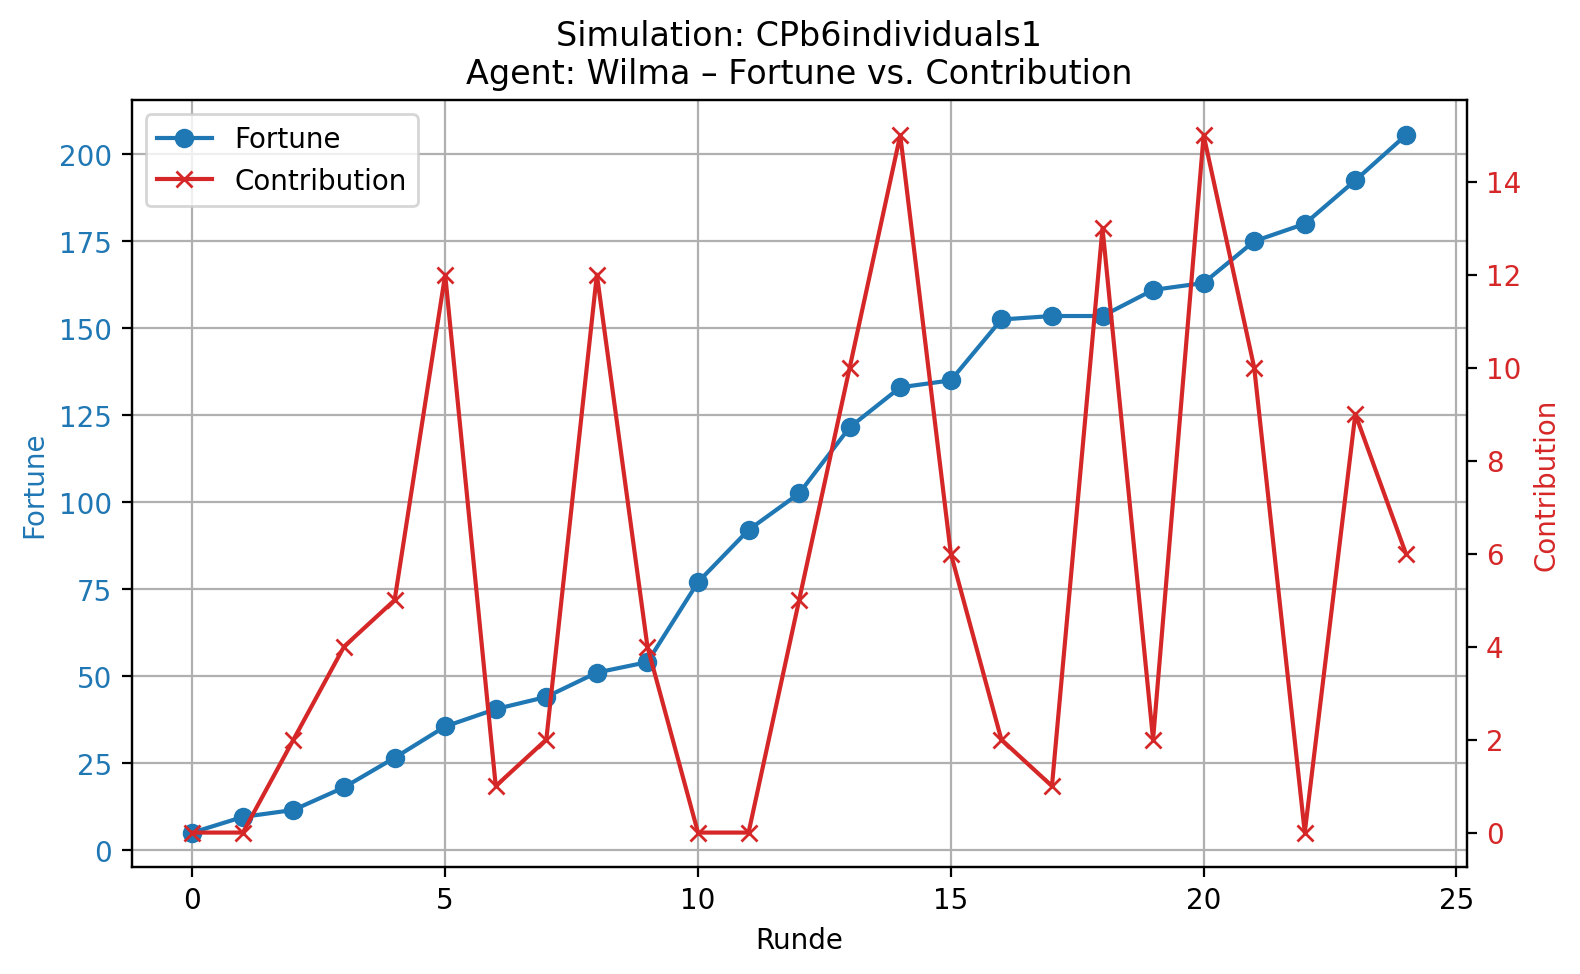 Simulation: CPb6individuals1
Agent: Wilma – Fortune vs. Contribution
Fortune
Contribution
200
175
150
125
100
75
50
25
0
Fortune
14
12
10
8
6
4
2
0
Contribution
0 5 10 15 20 25
Runde